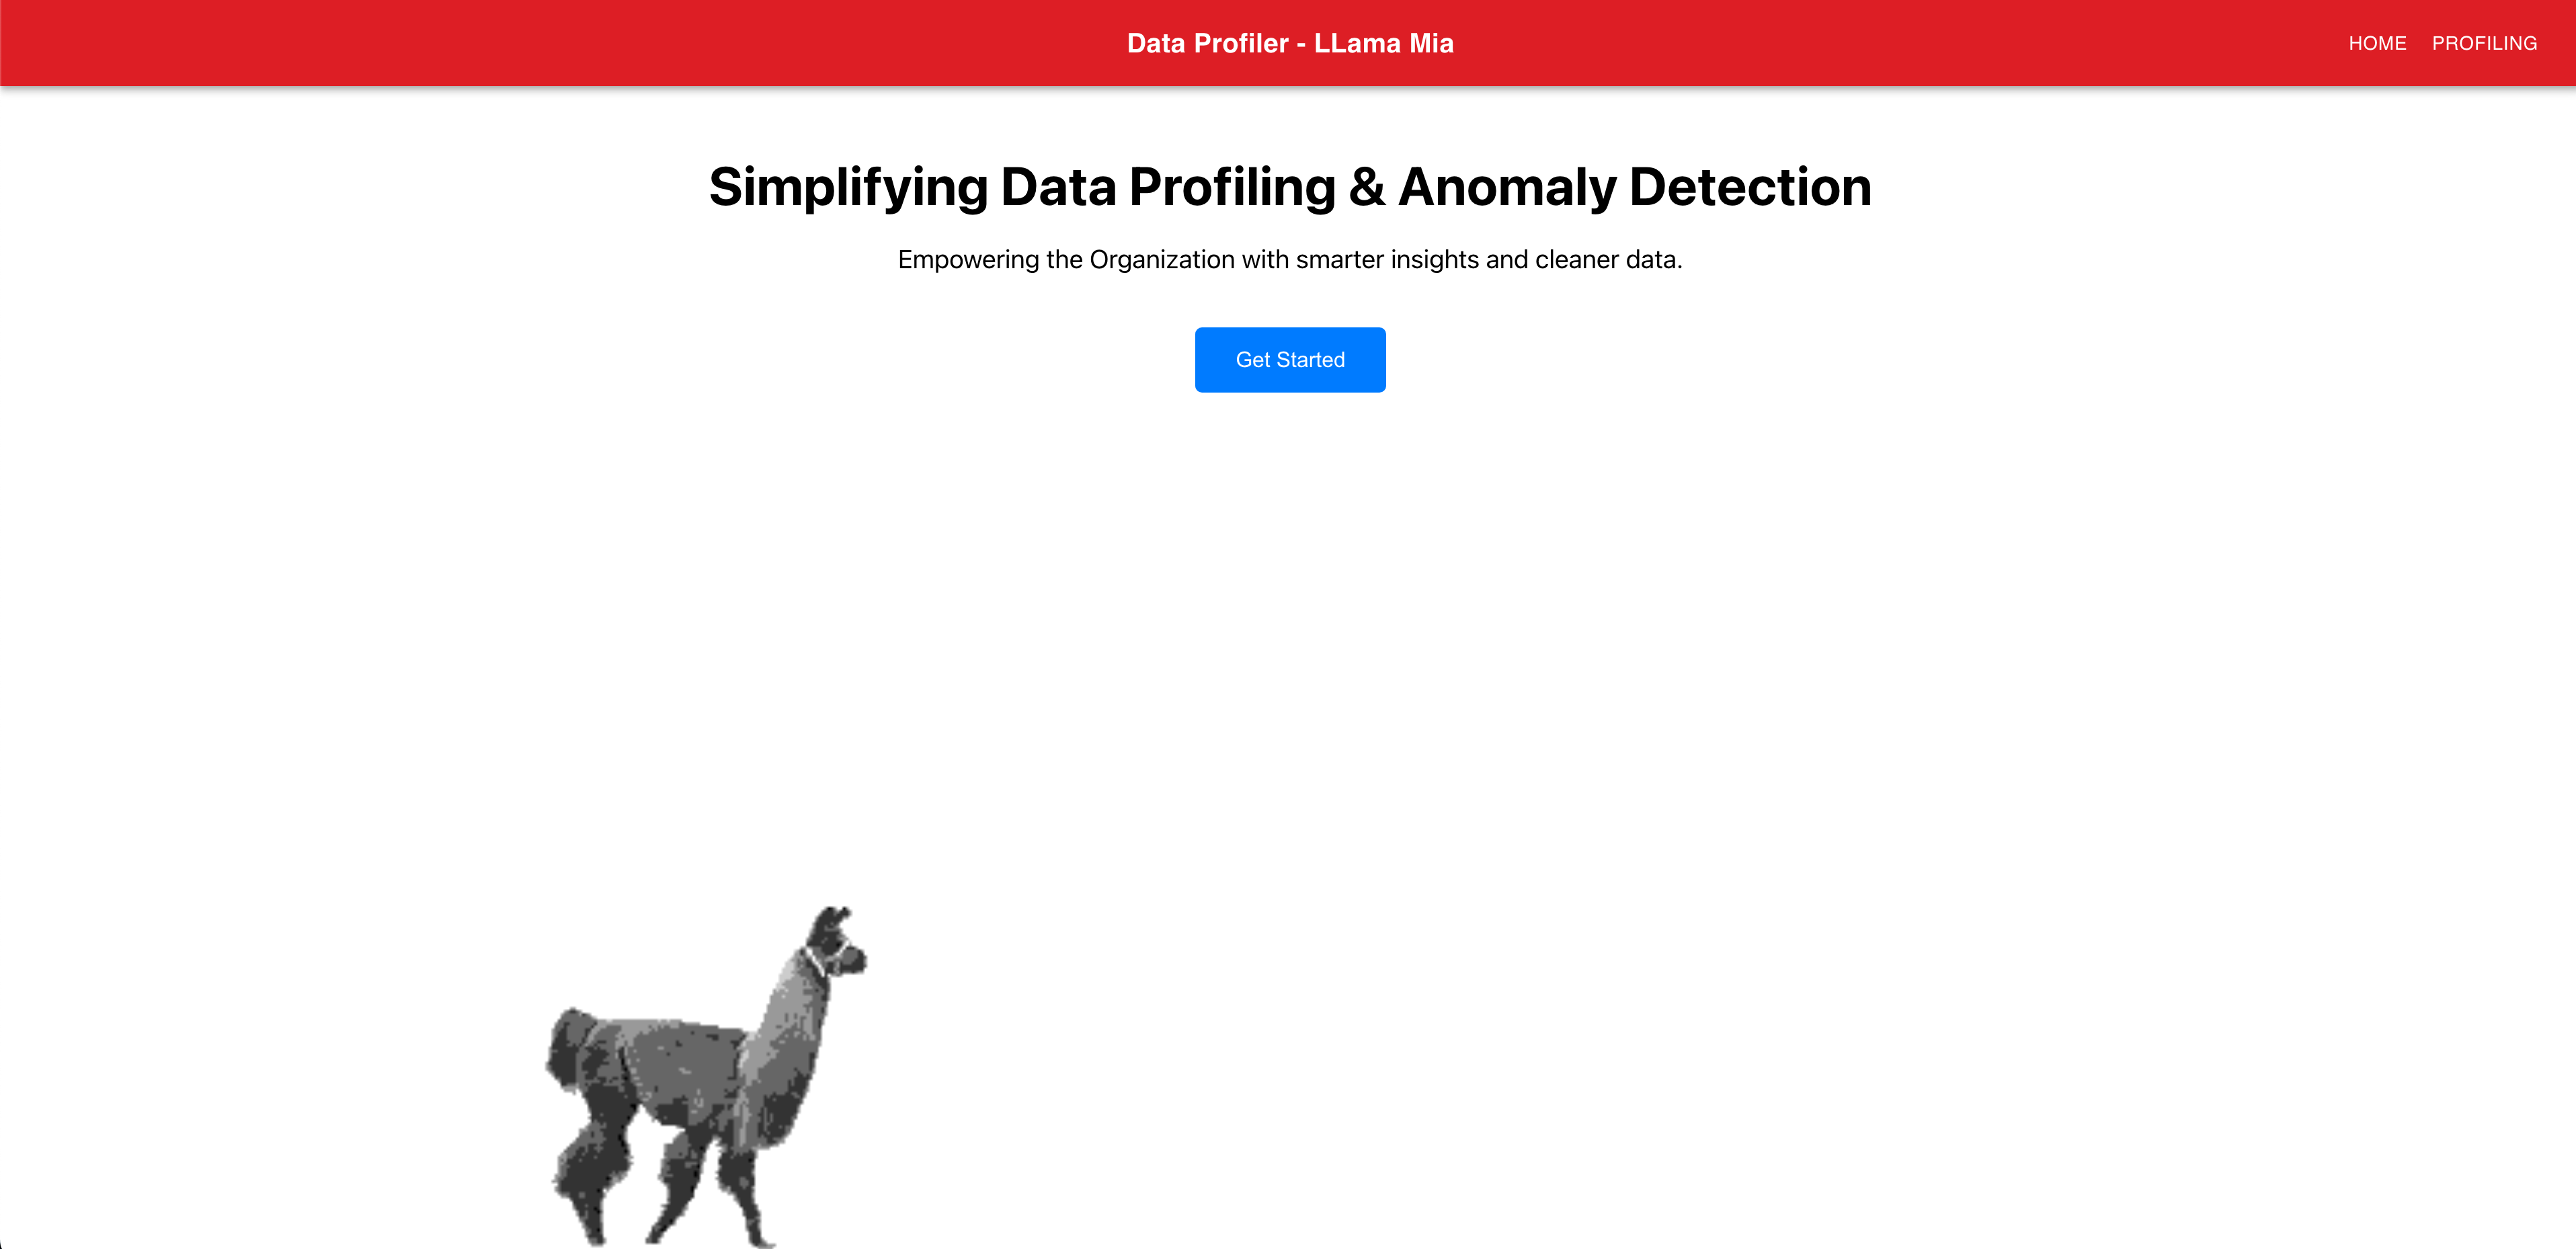 Data Profiler - LLama Mia
HOME PROFILING
Simplifying Data Profiling & Anomaly Detection
Empowering the Organization with smarter insights and cleaner data.
Get Started